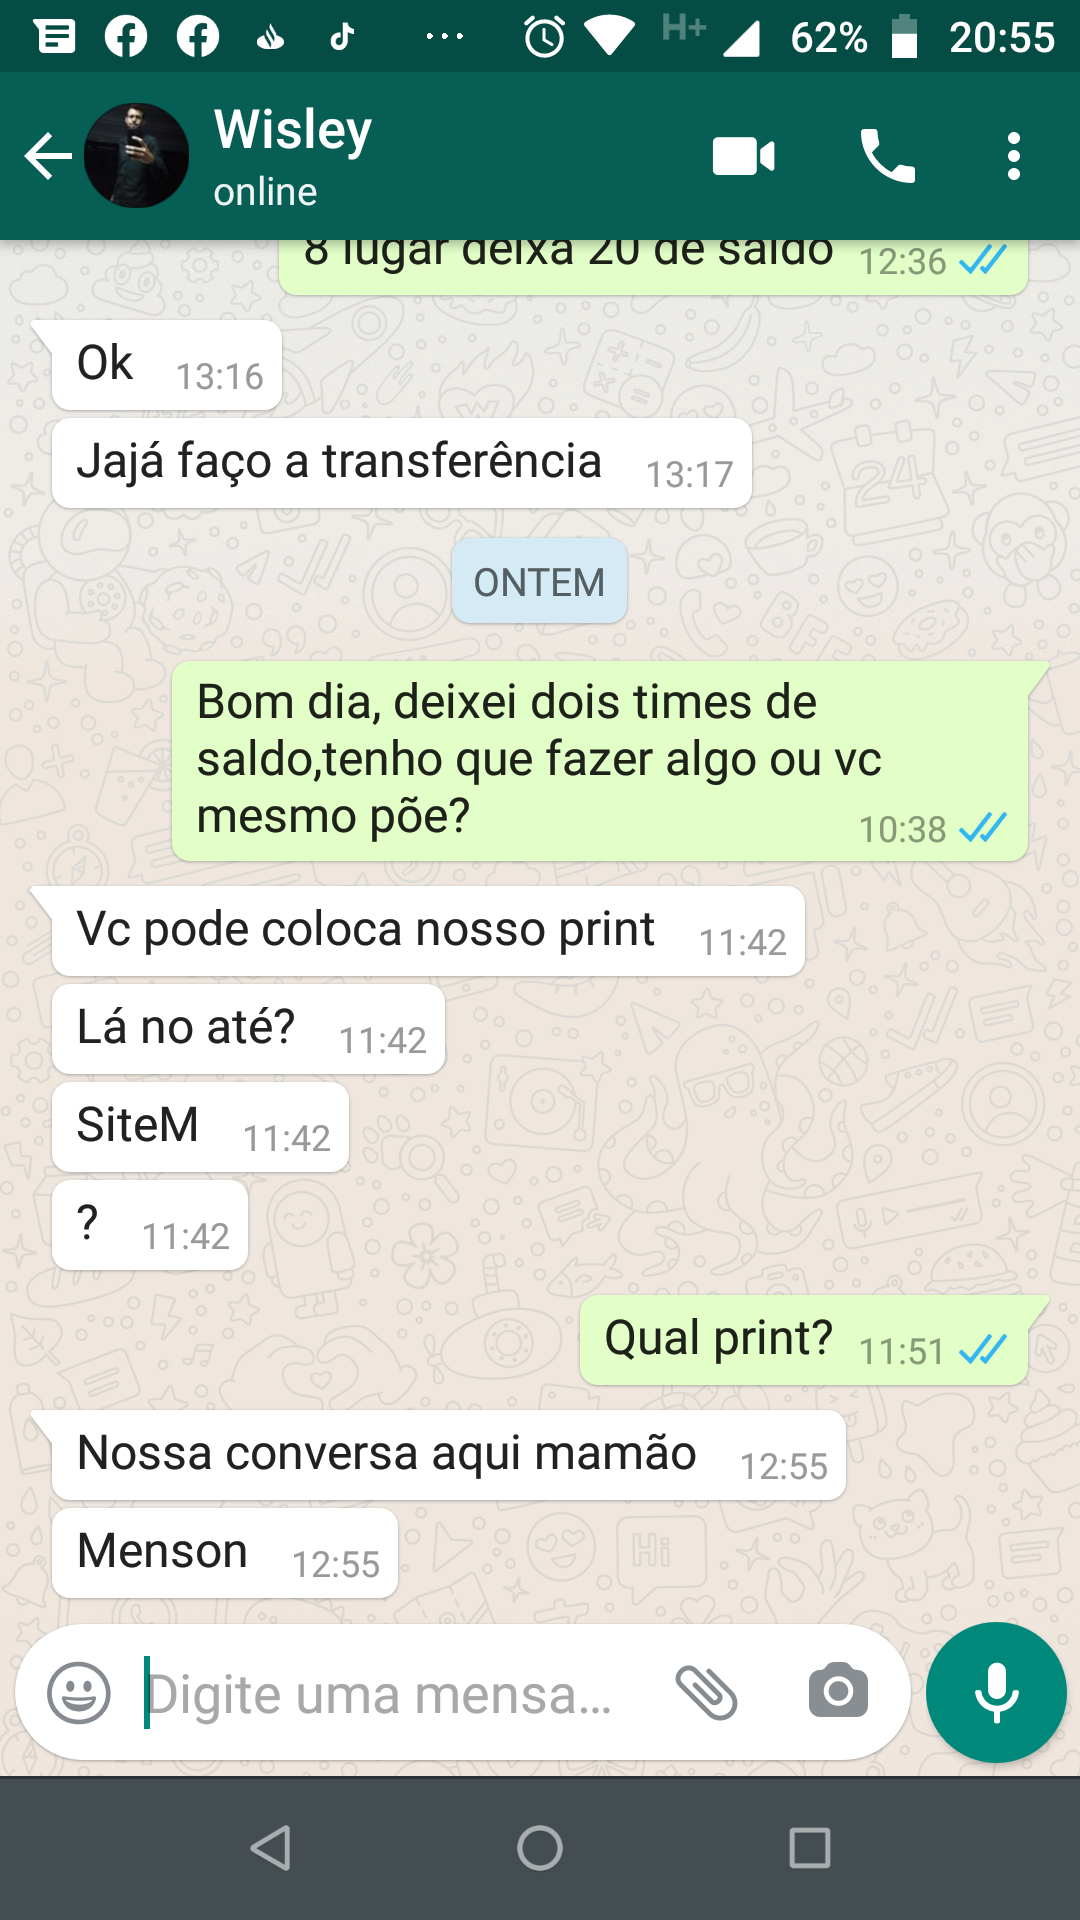 H+ 62% 20:55
Wisley
online
8 lugar deixa 20 de saldo 12:36
Ok 13:16
Jajá faço a transferência 13:17
ONTEM
Bom dia, deixei dois times de
saldo,tenho que fazer algo ou vc
mesmo põe? 10:38
Vc pode coloca nosso print 11:42
Lá no até? 11:42
SiteM 11:42
? 11:42
Qual print? 11:51
Nossa conversa aqui mamão 12:55
Menson 12:55
Digite uma mensa...